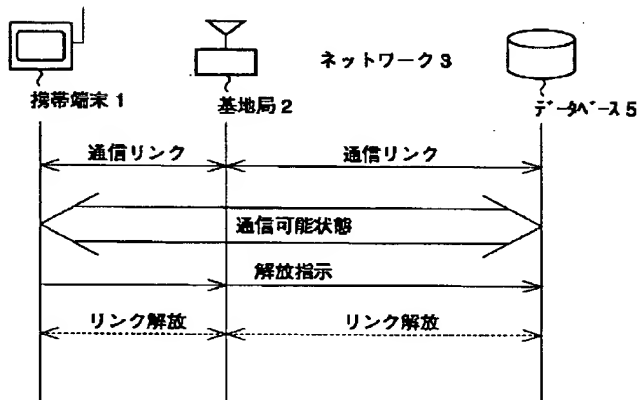 ネットワーク3
携帯端末1
基地局2
データベース5
通信リンク
通信リンク
通信可能状態
解放指示
リンク解放
リンク解放